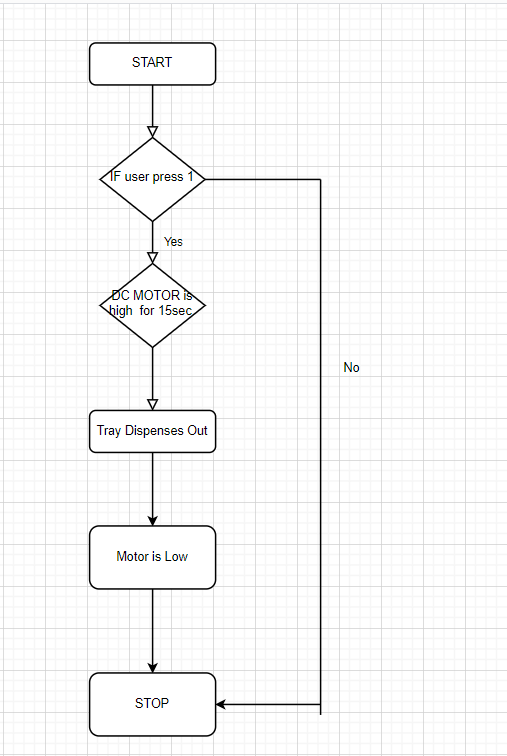 START
IF user press 1
Yes
DC MOTOR is
high for 15sec
No
Tray Dispenses Out
Motor is Low
STOP